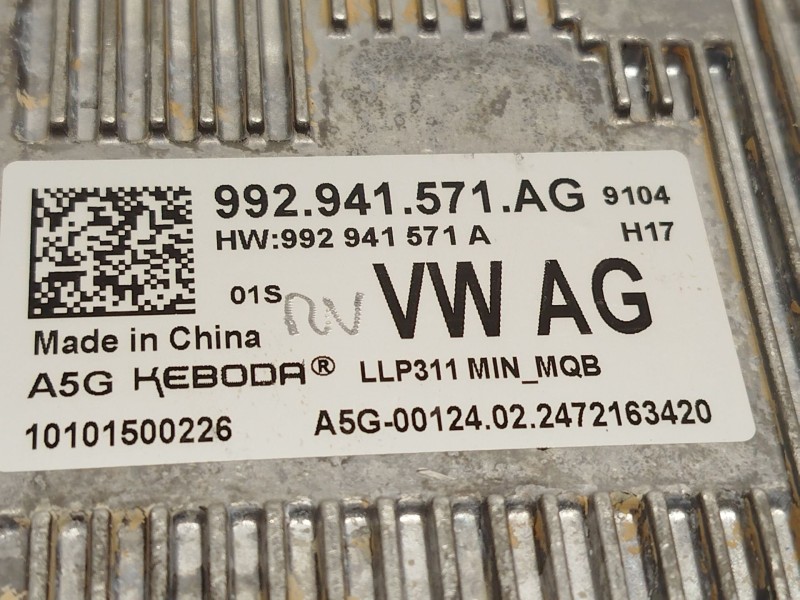 992.941.571.AG 9104
HW:992 941 571 A H17
01S VW AG
Made in China
A5G KEBODA® LLP311 MIN_MQB
10101500226 A5G-00124.02.2472163420